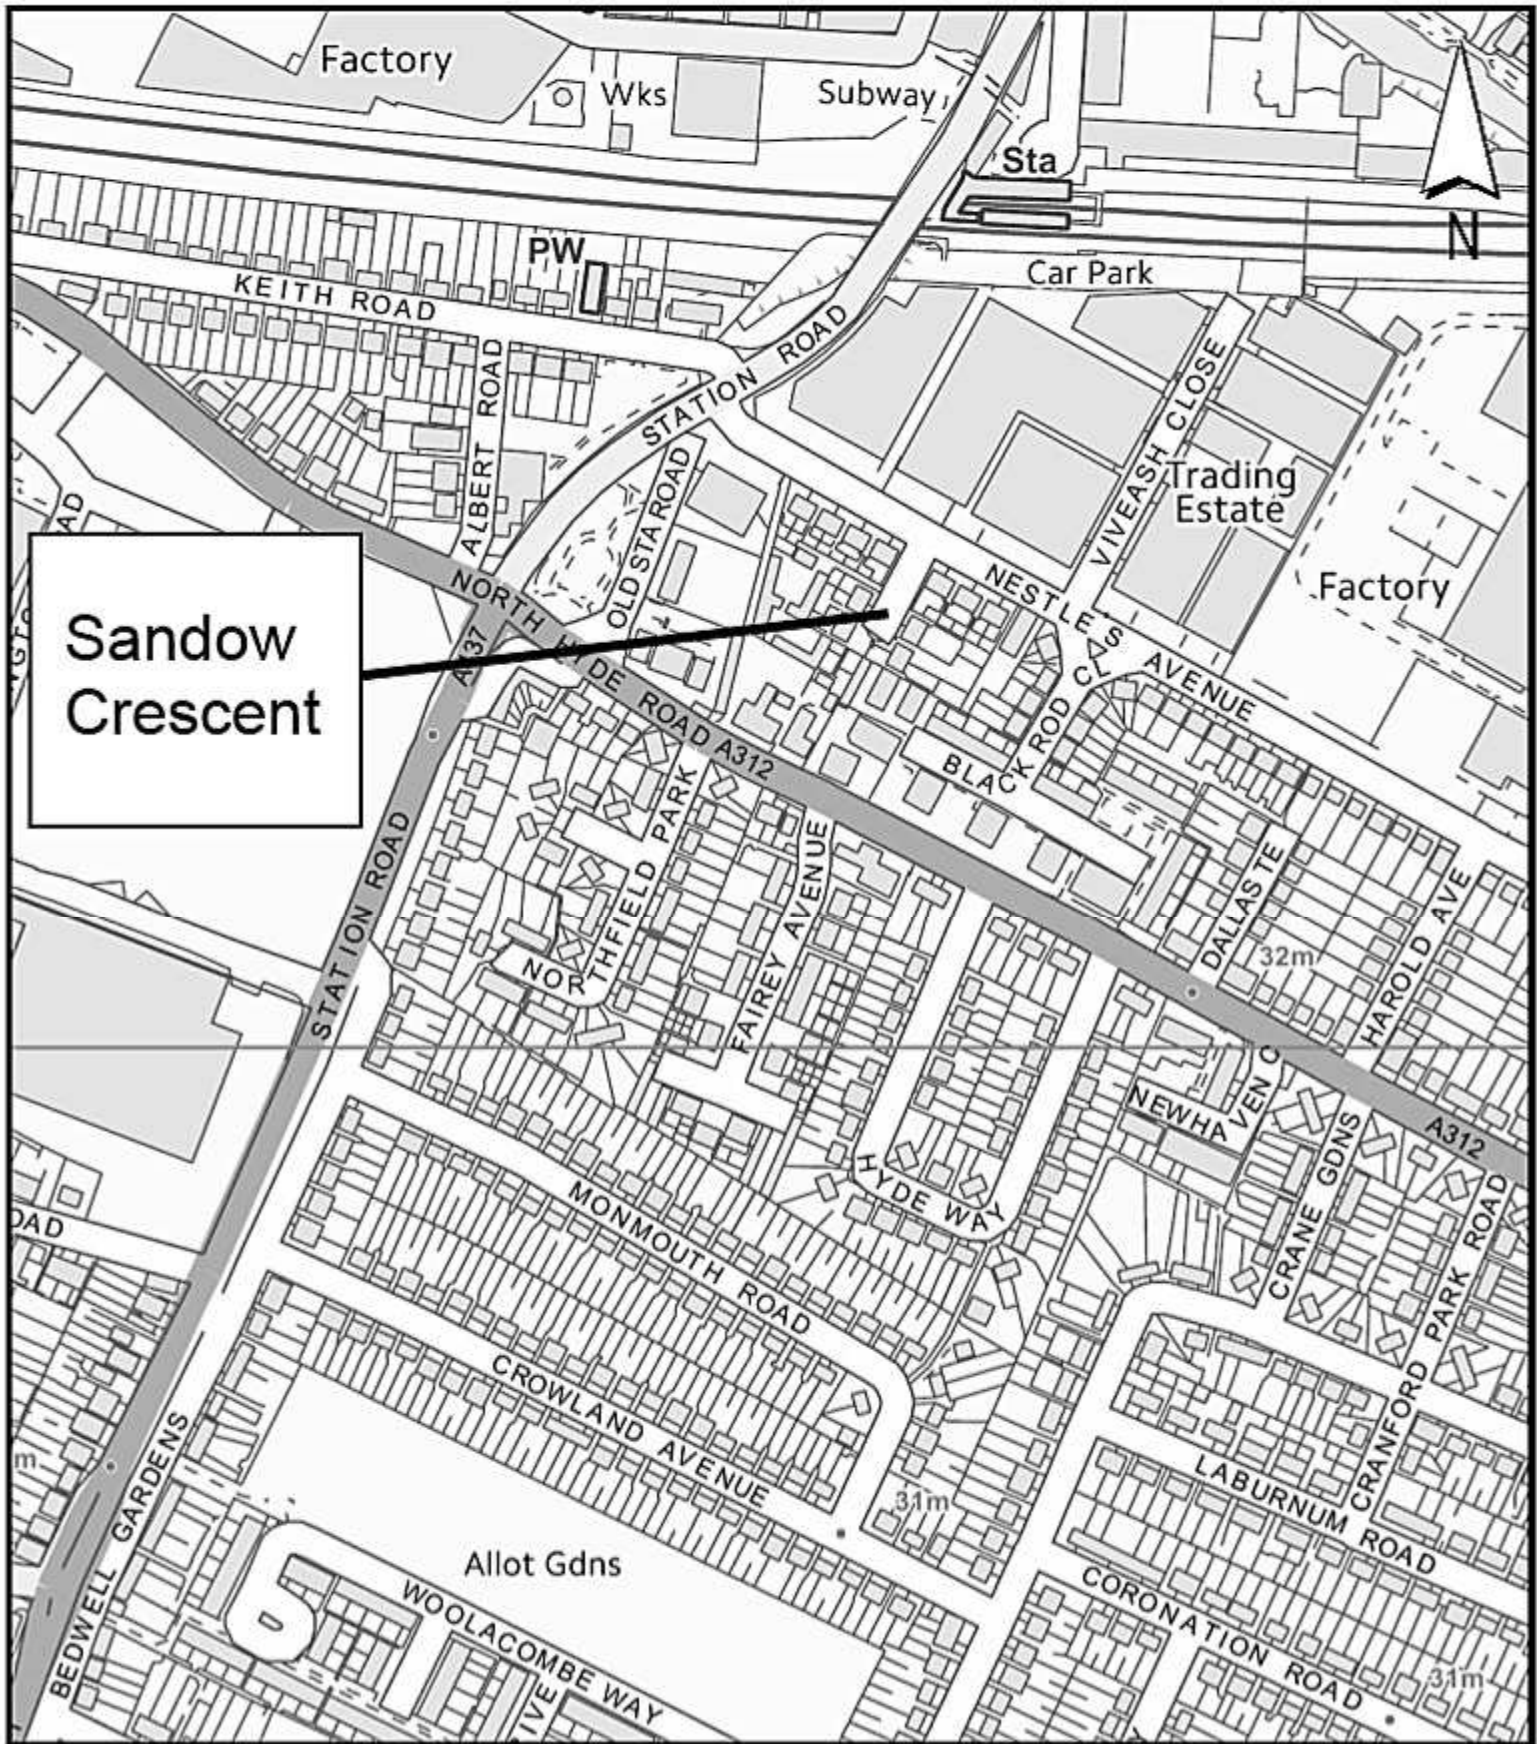 Factory
Wks
Subway
Sta
N
PW
Car Park
KEITH ROAD
STATION ROAD
ALBERT ROAD
VIVEASH CLOSE
Trading
Estate
OLD STA ROAD
NESTLE'S AVENUE
Factory
Sandow
Crescent
NORTH HYDE ROAD A312
BLACK ROD CL
STATION ROAD
NORTHFIELD PARK
FAIREY AVENUE
DALLAS TE
32m
HAROLD AVE
NEWHAVEN C
A312
OAD
HYDE WAY
CRANE GDNS
MONMOUTH ROAD
CRANFORD PARK ROAD
CROWLAND AVENUE
BEDWELL GARDENS
31m
LABURNUM ROAD
Allot Gdns
WOOLACOMBE WAY
CORONATION ROAD
31m